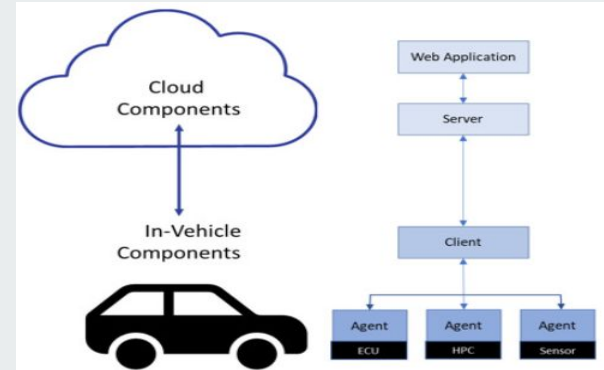 Cloud
Components
In-Vehicle
Components
Web Application
Server
Client
Agent
ECU
Agent
HPC
Agent
Sensor